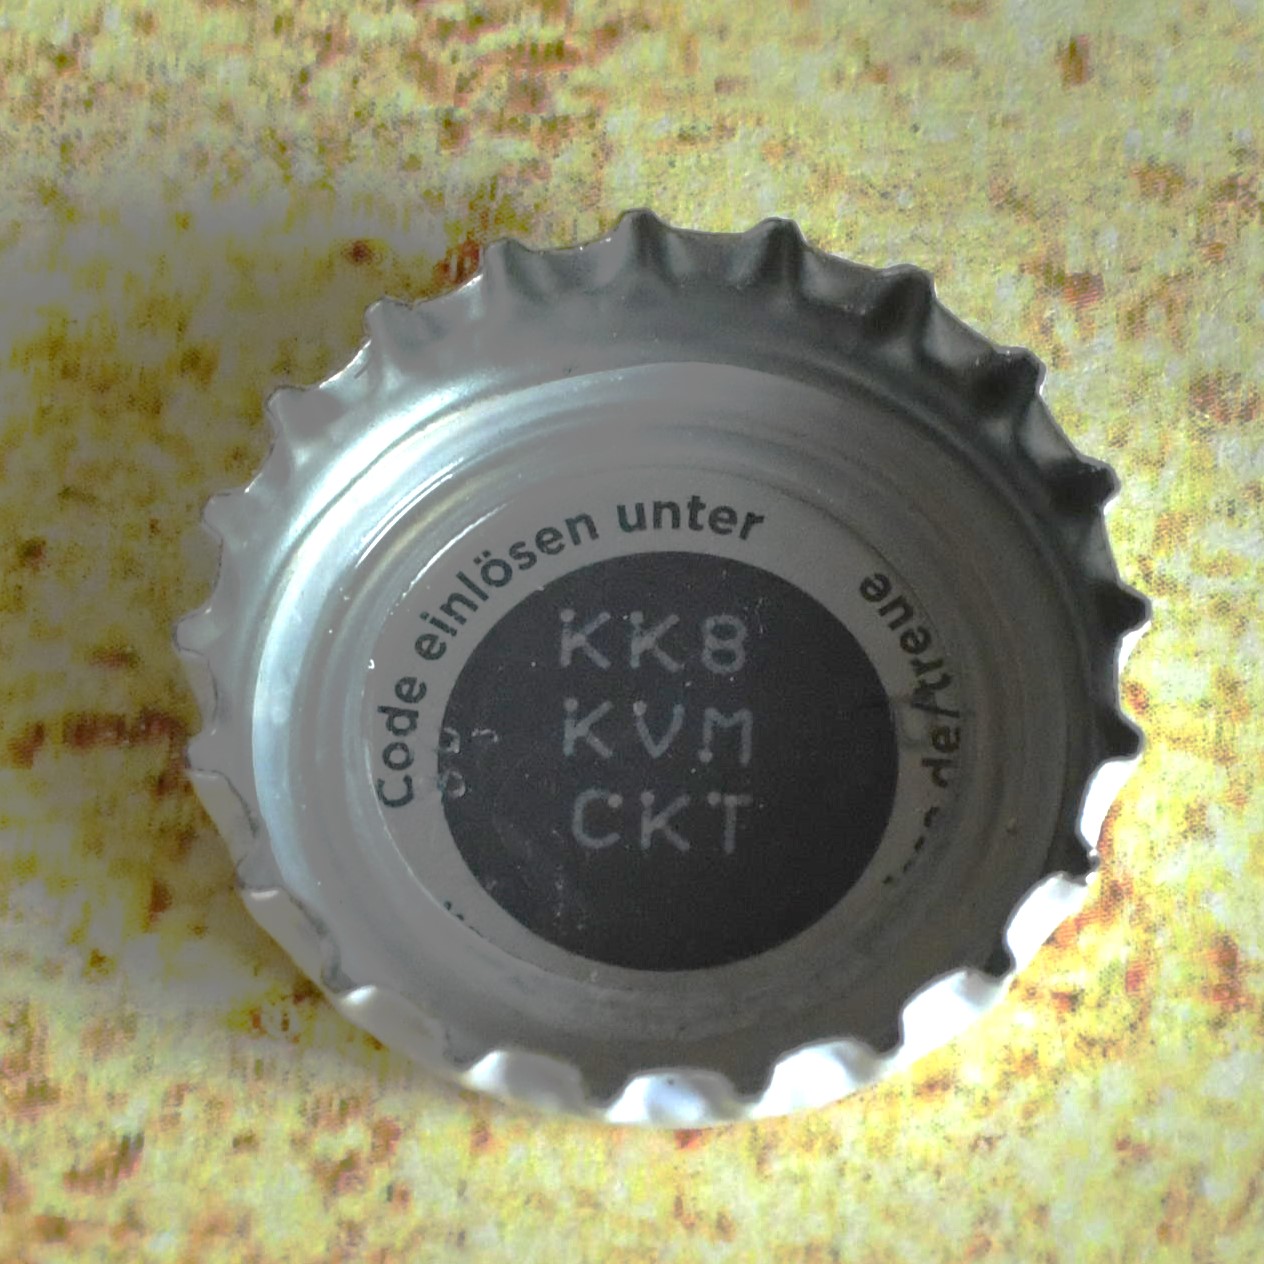 Code einlösen unter
de/treue
KK8
KVM
CKT